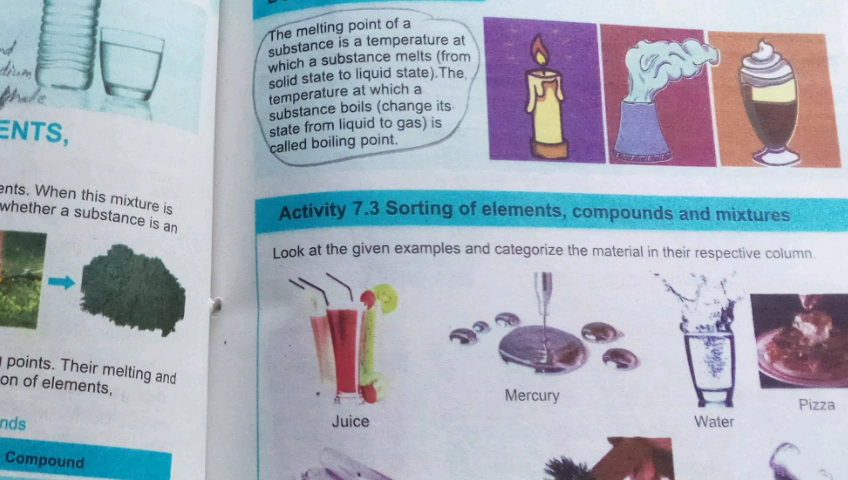 ENTS,
ents. When this mixture is
whether a substance is an
points. Their melting and
on of elements,
nds
Compound
The melting point of a
substance is a temperature at
which a substance melts (from
solid state to liquid state).The
temperature at which a
substance boils (change its
state from liquid to gas) is
called boiling point.
Activity 7.3 Sorting of elements, compounds and mixtures
Look at the given examples and categorize the material in their respective column.
Juice
Mercury
Water
Pizza